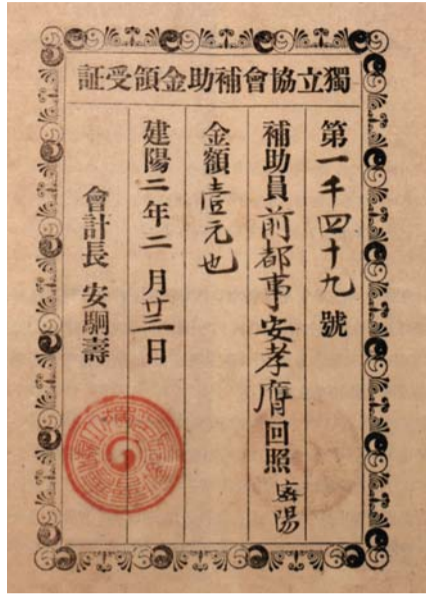 獨立協會補助金領受証
第一千四十九號
補助員前都事安孝膺回照 密陽
金額壹元也
建陽二年二月廿三日
會計長 安駉壽